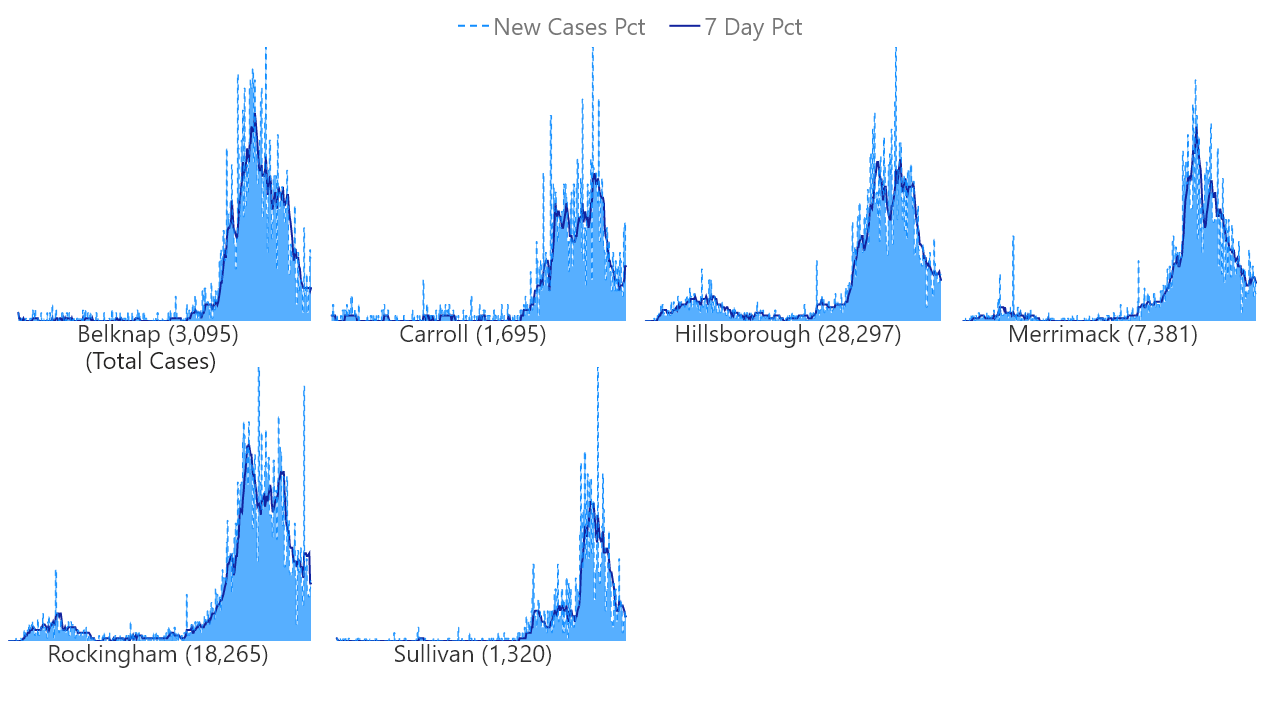 New Cases Pct 7 Day Pct
Belknap (3,095)
(Total Cases)
Carroll (1,695)
Hillsborough (28,297)
Merrimack (7,381)
Rockingham (18,265)
Sullivan (1,320)